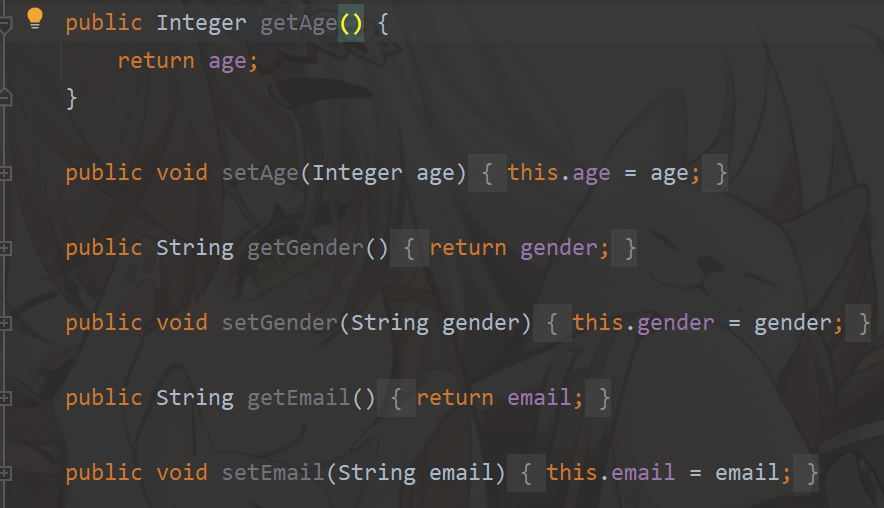 public Integer getAge() {
    return age;
}
public void setAge(Integer age) { this.age = age; }
public String getGender() { return gender; }
public void setGender(String gender) { this.gender = gender; }
public String getEmail() { return email; }
public void setEmail(String email) { this.email = email; }